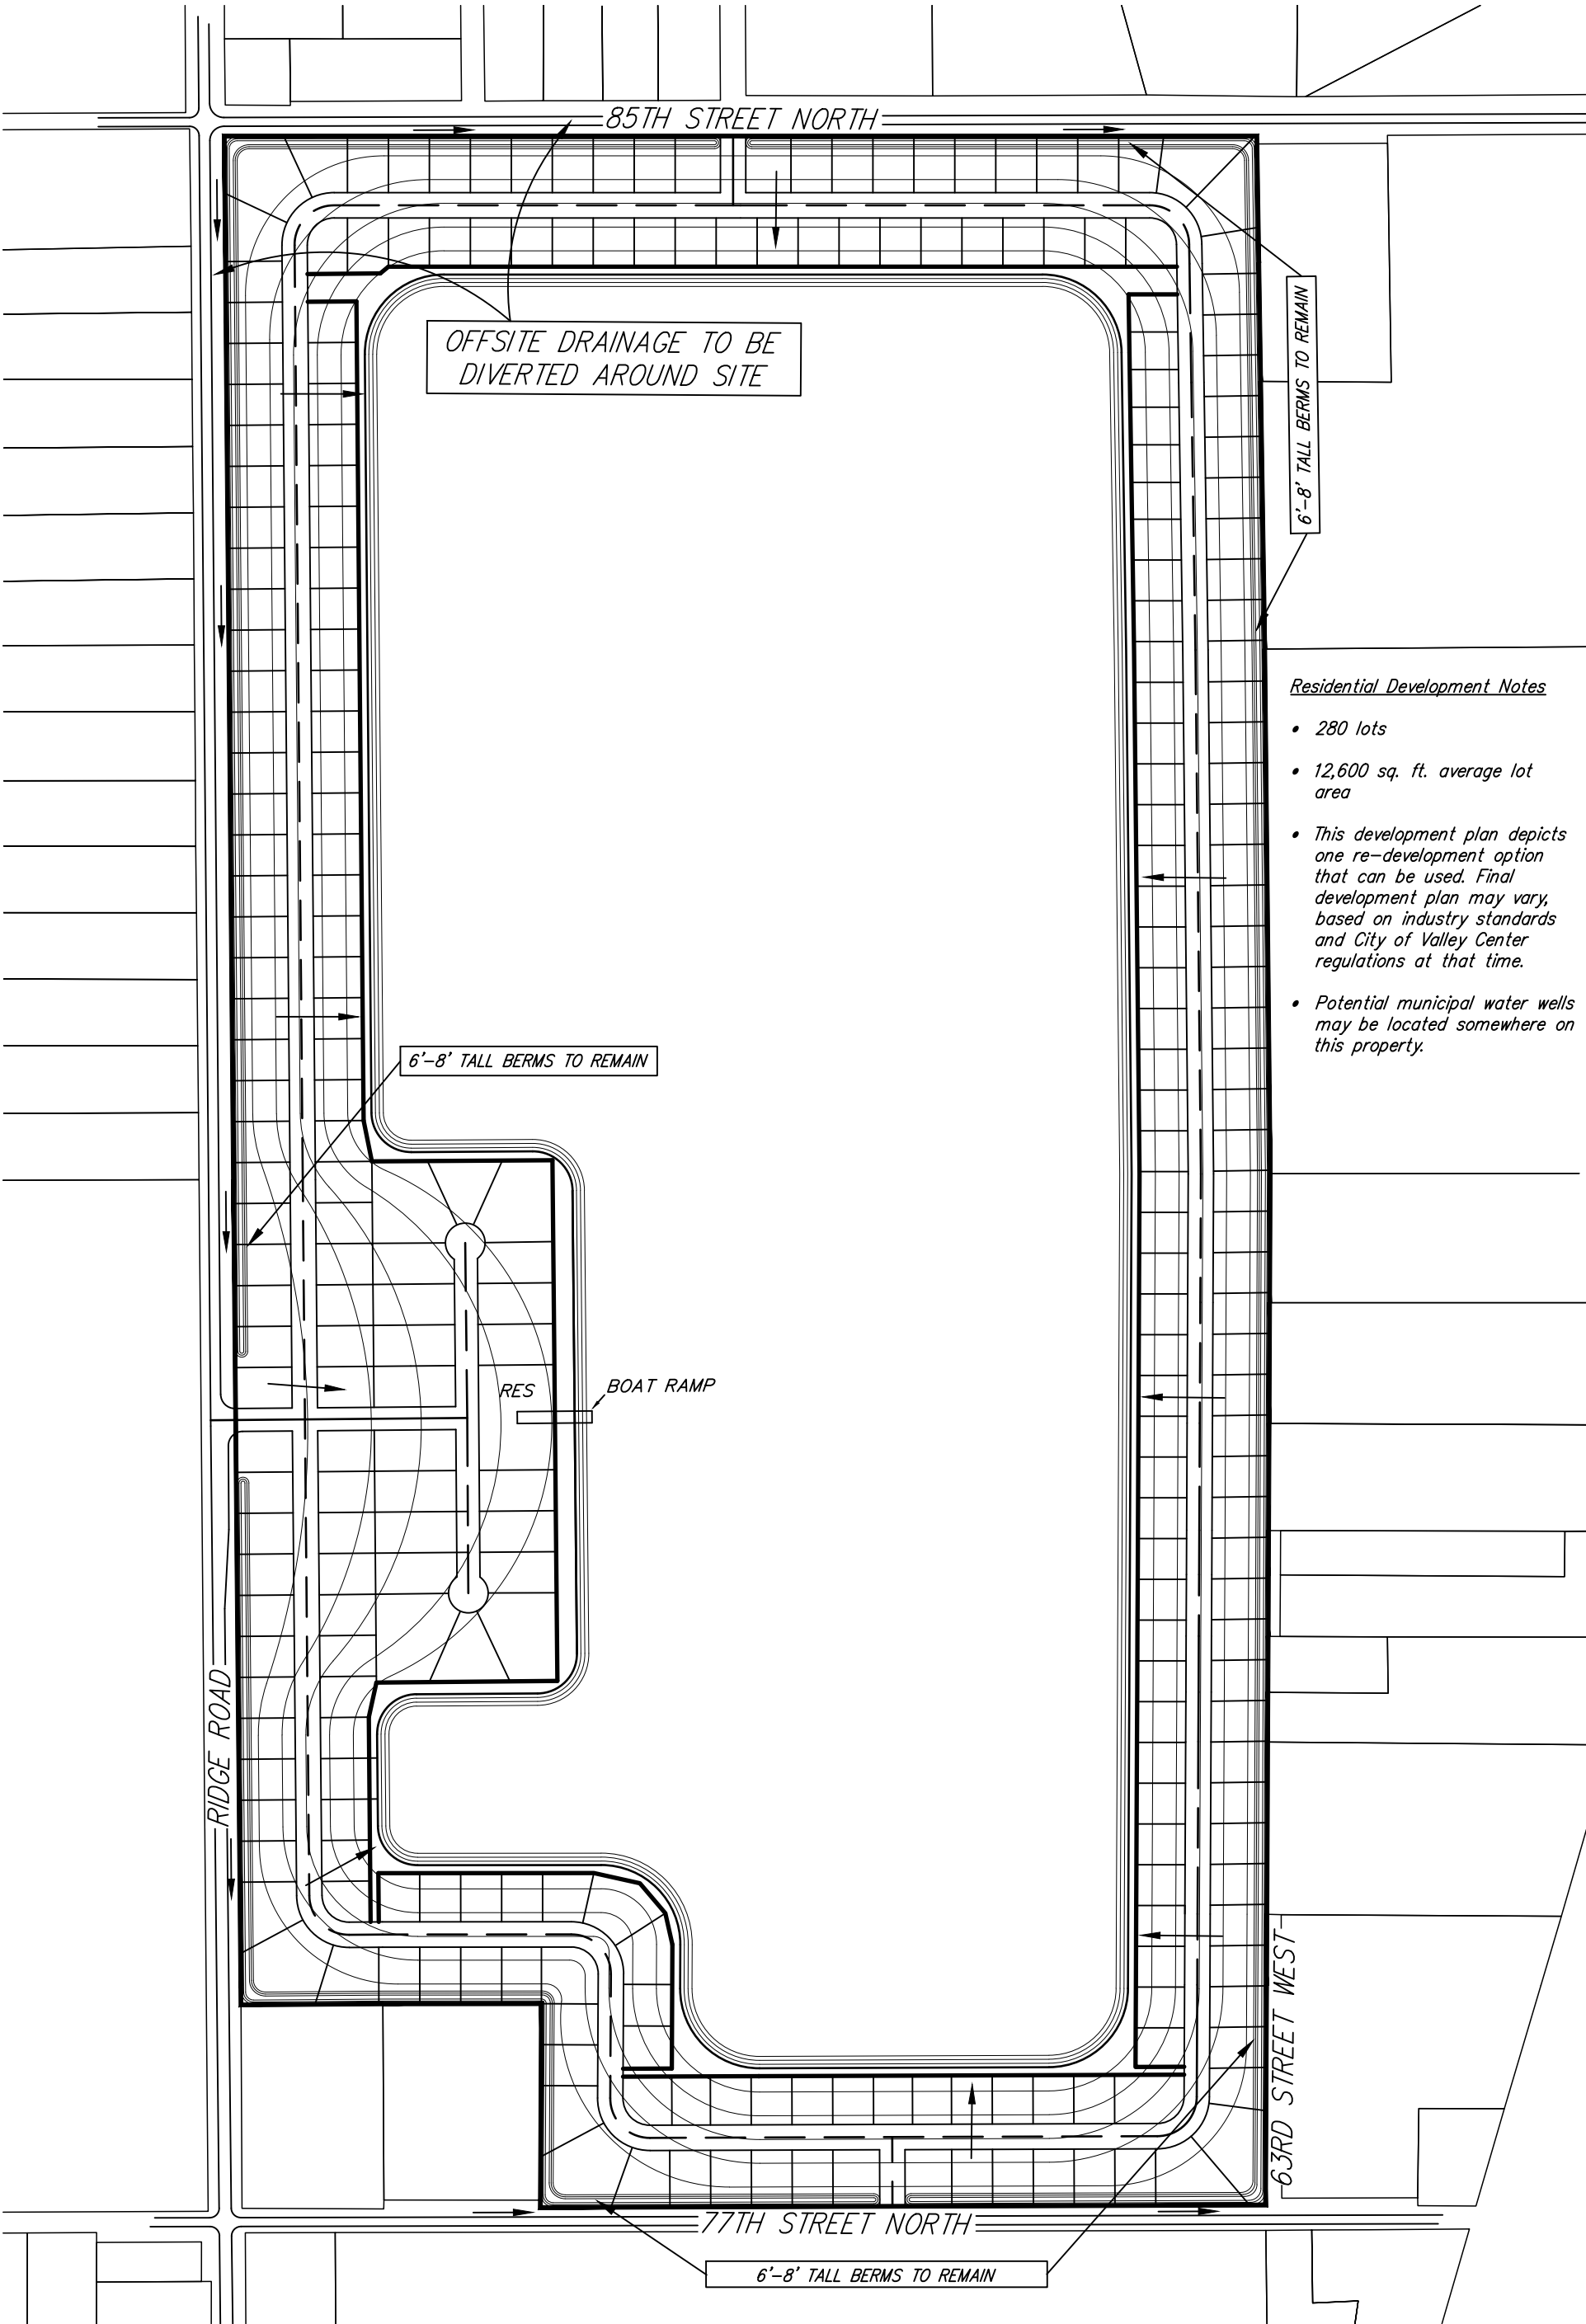 85TH STREET NORTH
OFFSITE DRAINAGE TO BE
DIVERTED AROUND SITE
6'-8' TALL BERMS TO REMAIN
Residential Development Notes
• 280 lots
• 12,600 sq. ft. average lot
area
• This development plan depicts
one re-development option
that can be used. Final
development plan may vary,
based on industry standards
and City of Valley Center
regulations at that time.
• Potential municipal water wells
may be located somewhere on
this property.
6'-8' TALL BERMS TO REMAIN
RES
BOAT RAMP
RIDGE ROAD
63RD STREET WEST
77TH STREET NORTH
6'-8' TALL BERMS TO REMAIN